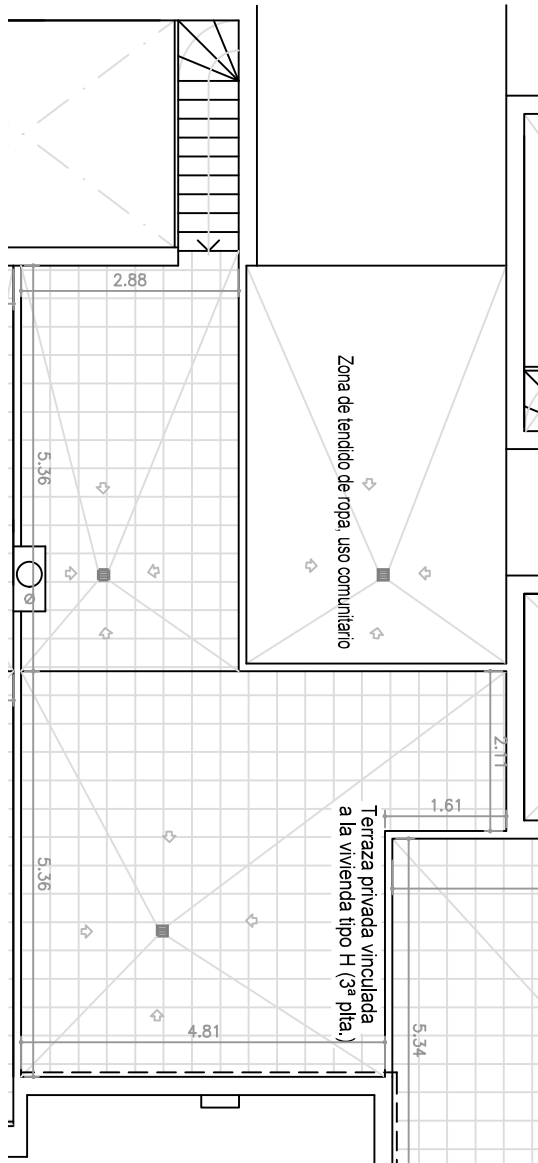 2.88
5.36
Zona de tendido de ropa, uso comunitario
2.11
1.61
Terraza privada vinculada
a la vivienda tipo H (3ª plta.)
5.36
4.81
5.34